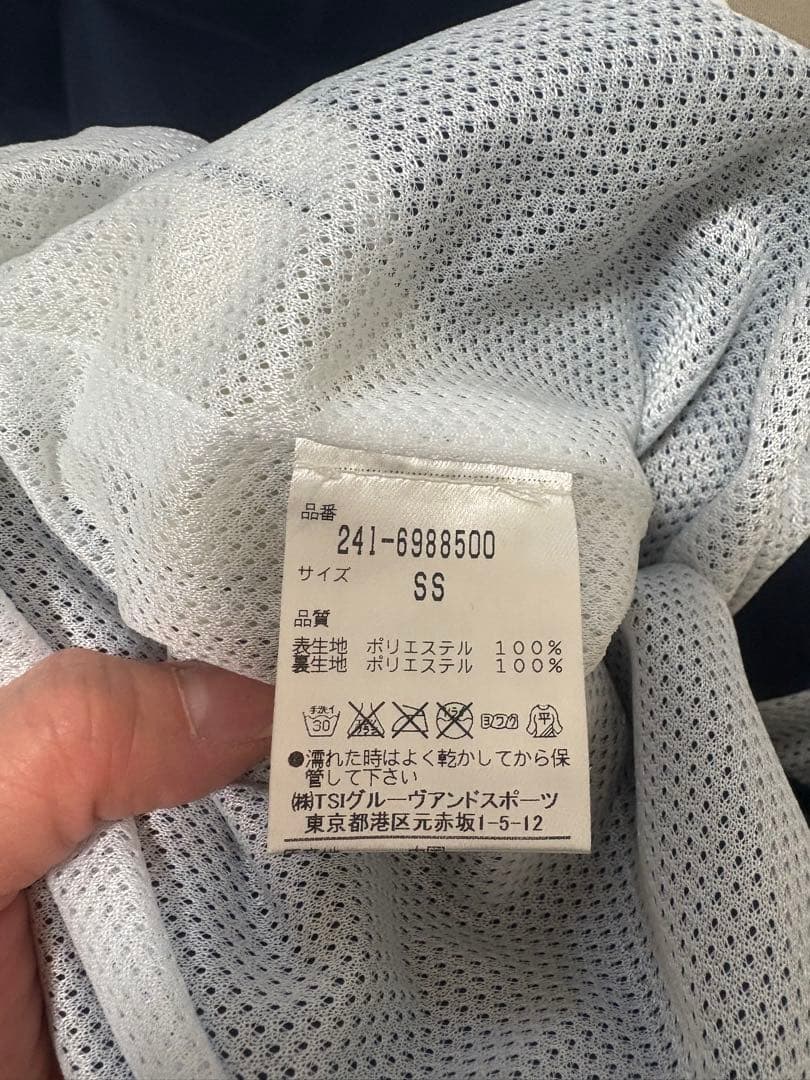 品番
241-6988500
サイズ
SS
品質
表生地 ポリエステル 100%
裏生地 ポリエステル 100%
手洗イ 30 ヨワク 平
●濡れた時はよく乾かしてから保
管して下さい
㈱TSIグルーヴアンドスポーツ
東京都港区元赤坂1-5-12